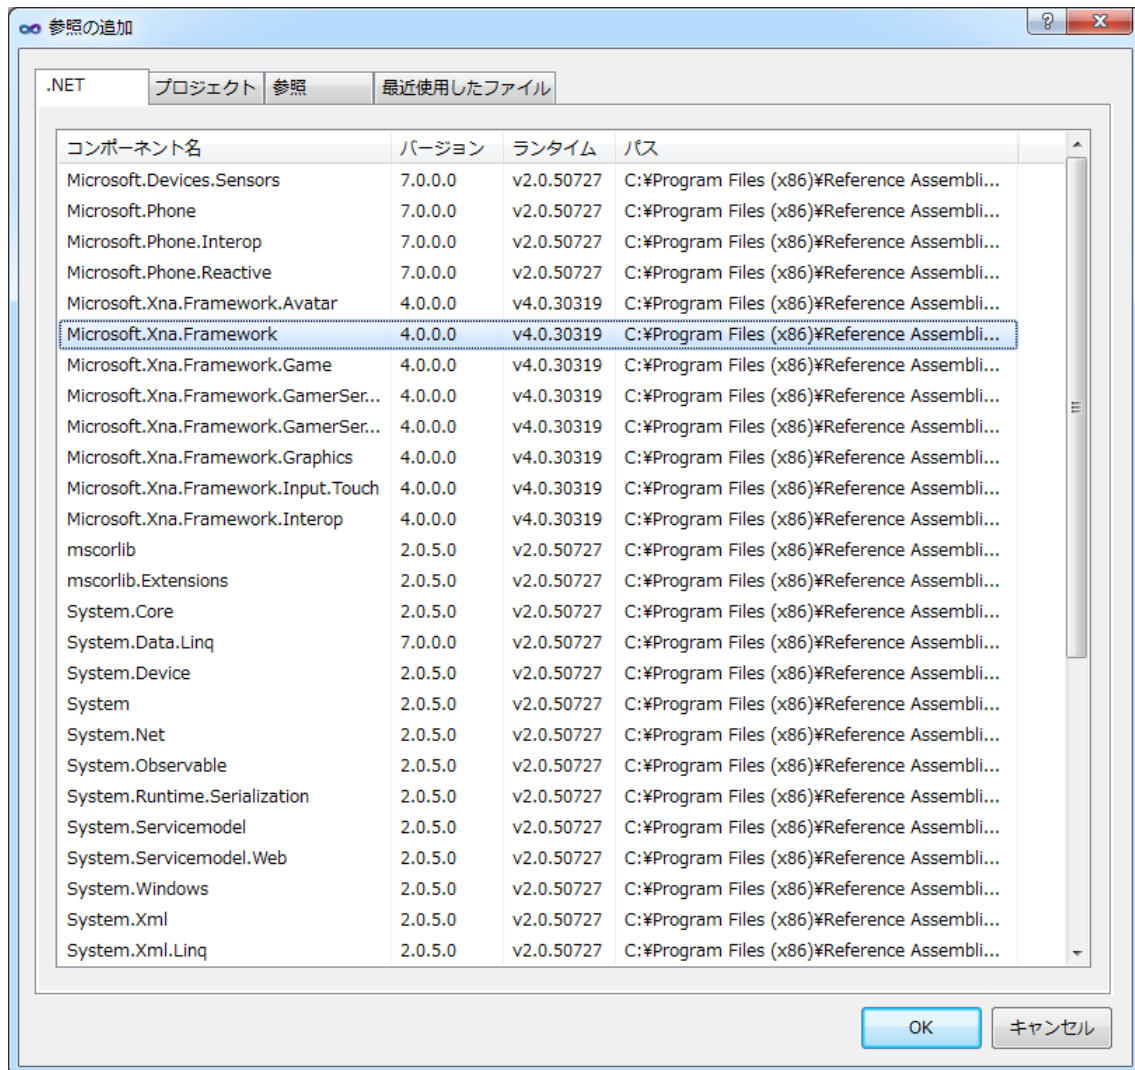 参照の追加
.NET プロジェクト 参照 最近使用したファイル
コンポーネント名 バージョン ランタイム パス
Microsoft.Devices.Sensors 7.0.0.0 v2.0.50727 C:¥Program Files (x86)¥Reference Assembli...
Microsoft.Phone 7.0.0.0 v2.0.50727 C:¥Program Files (x86)¥Reference Assembli...
Microsoft.Phone.Interop 7.0.0.0 v2.0.50727 C:¥Program Files (x86)¥Reference Assembli...
Microsoft.Phone.Reactive 7.0.0.0 v2.0.50727 C:¥Program Files (x86)¥Reference Assembli...
Microsoft.Xna.Framework.Avatar 4.0.0.0 v4.0.30319 C:¥Program Files (x86)¥Reference Assembli...
Microsoft.Xna.Framework 4.0.0.0 v4.0.30319 C:¥Program Files (x86)¥Reference Assembli...
Microsoft.Xna.Framework.Game 4.0.0.0 v4.0.30319 C:¥Program Files (x86)¥Reference Assembli...
Microsoft.Xna.Framework.GamerSer... 4.0.0.0 v4.0.30319 C:¥Program Files (x86)¥Reference Assembli...
Microsoft.Xna.Framework.GamerSer... 4.0.0.0 v4.0.30319 C:¥Program Files (x86)¥Reference Assembli...
Microsoft.Xna.Framework.Graphics 4.0.0.0 v4.0.30319 C:¥Program Files (x86)¥Reference Assembli...
Microsoft.Xna.Framework.Input.Touch 4.0.0.0 v4.0.30319 C:¥Program Files (x86)¥Reference Assembli...
Microsoft.Xna.Framework.Interop 4.0.0.0 v4.0.30319 C:¥Program Files (x86)¥Reference Assembli...
mscorlib 2.0.5.0 v2.0.50727 C:¥Program Files (x86)¥Reference Assembli...
mscorlib.Extensions 2.0.5.0 v2.0.50727 C:¥Program Files (x86)¥Reference Assembli...
System.Core 2.0.5.0 v2.0.50727 C:¥Program Files (x86)¥Reference Assembli...
System.Data.Linq 7.0.0.0 v2.0.50727 C:¥Program Files (x86)¥Reference Assembli...
System.Device 2.0.5.0 v2.0.50727 C:¥Program Files (x86)¥Reference Assembli...
System 2.0.5.0 v2.0.50727 C:¥Program Files (x86)¥Reference Assembli...
System.Net 2.0.5.0 v2.0.50727 C:¥Program Files (x86)¥Reference Assembli...
System.Observable 2.0.5.0 v2.0.50727 C:¥Program Files (x86)¥Reference Assembli...
System.Runtime.Serialization 2.0.5.0 v2.0.50727 C:¥Program Files (x86)¥Reference Assembli...
System.Servicemodel 2.0.5.0 v2.0.50727 C:¥Program Files (x86)¥Reference Assembli...
System.Servicemodel.Web 2.0.5.0 v2.0.50727 C:¥Program Files (x86)¥Reference Assembli...
System.Windows 2.0.5.0 v2.0.50727 C:¥Program Files (x86)¥Reference Assembli...
System.Xml 2.0.5.0 v2.0.50727 C:¥Program Files (x86)¥Reference Assembli...
System.Xml.Linq 2.0.5.0 v2.0.50727 C:¥Program Files (x86)¥Reference Assembli...
OK キャンセル